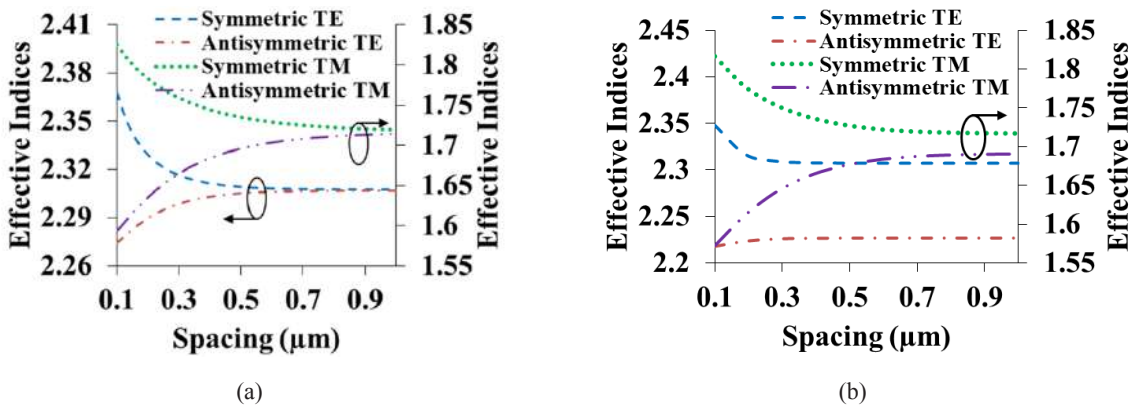 Symmetric TE
Antisymmetric TE
Symmetric TM
Antisymmetric TM
Effective Indices
2.41
2.38
2.35
2.32
2.29
2.26
1.85
1.8
1.75
1.7
1.65
1.6
1.55
Effective Indices
0.1 0.3 0.5 0.7 0.9
Spacing (µm)
(a)
Symmetric TE
Antisymmetric TE
Symmetric TM
Antisymmetric TM
Effective Indices
2.45
2.4
2.35
2.3
2.25
2.2
1.85
1.8
1.75
1.7
1.65
1.6
1.55
Effective Indices
0.1 0.3 0.5 0.7 0.9
Spacing (µm)
(b)